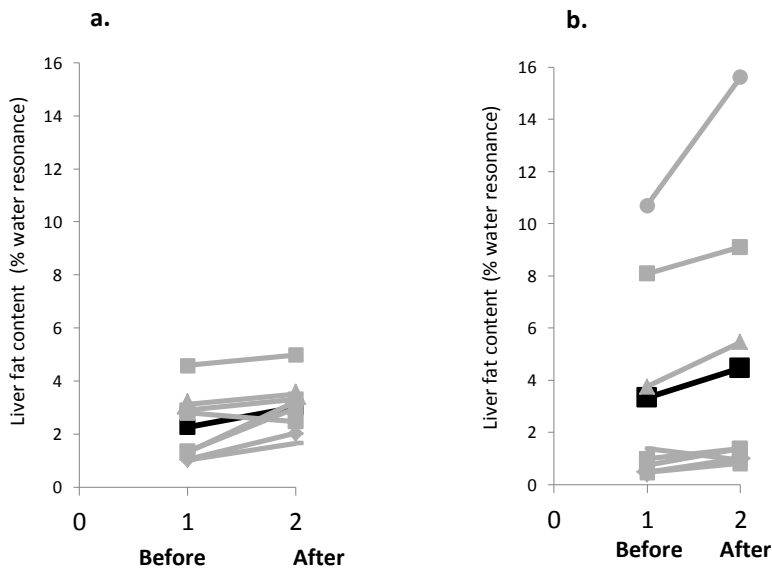 a.
Liver fat content (% water resonance)
16
14
12
10
8
6
4
2
0
0 1 2
Before After
b.
Liver fat content (% water resonance)
16
14
12
10
8
6
4
2
0
0 1 2
Before After